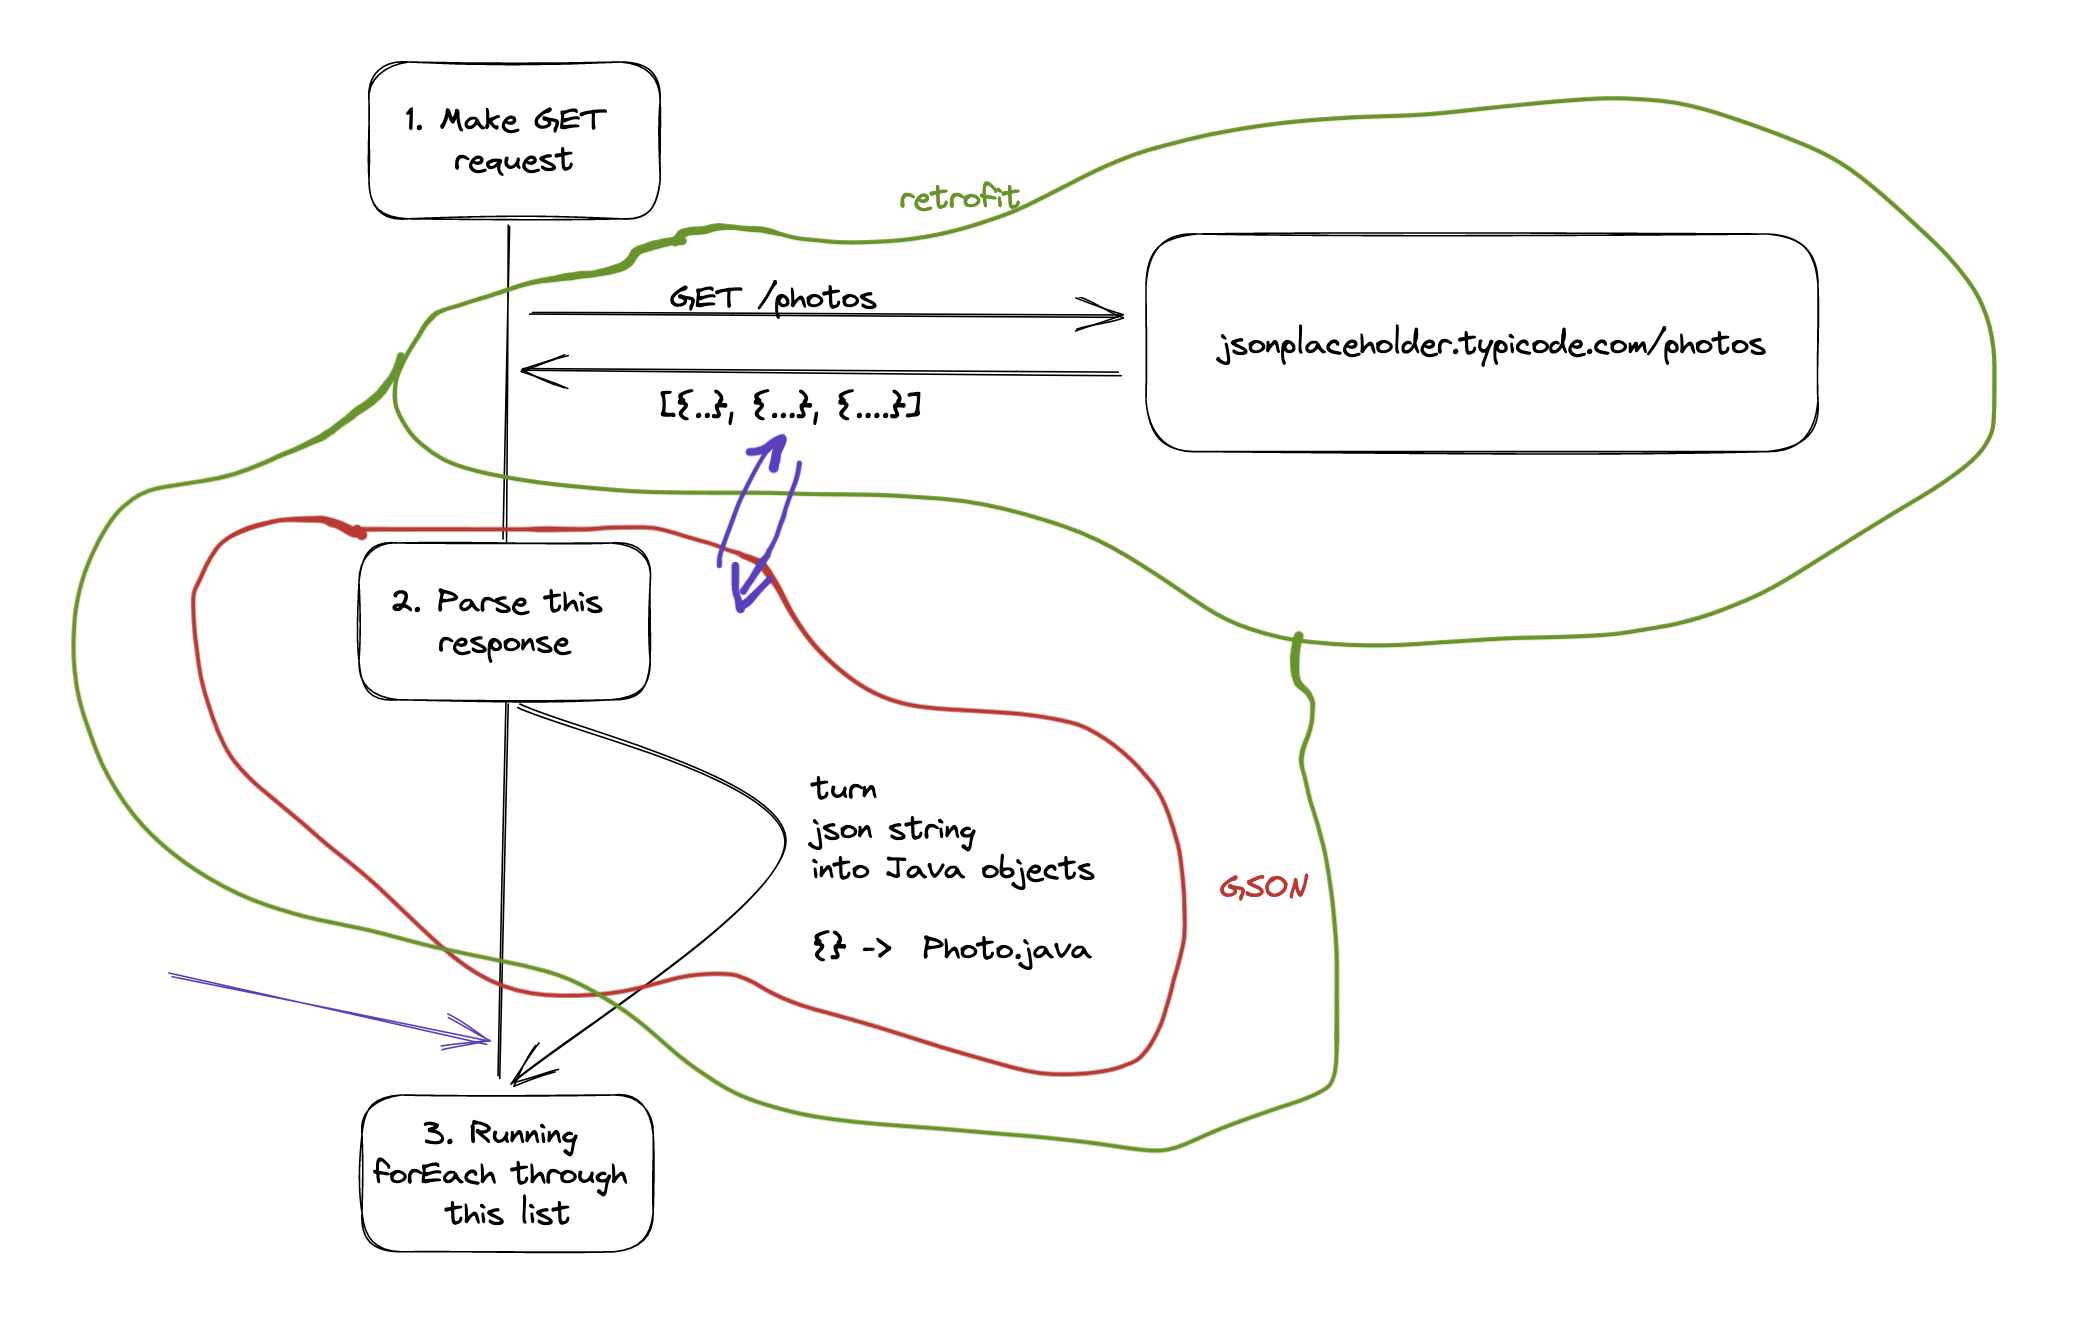 1. Make GET
request
retrofit
GET /photos
jsonplaceholder.typicode.com/photos
[{..}, {...}, {....}]
2. Parse this
response
turn
json string
into Java objects
GSON
{} -> Photo.java
3. Running
forEach through
this list